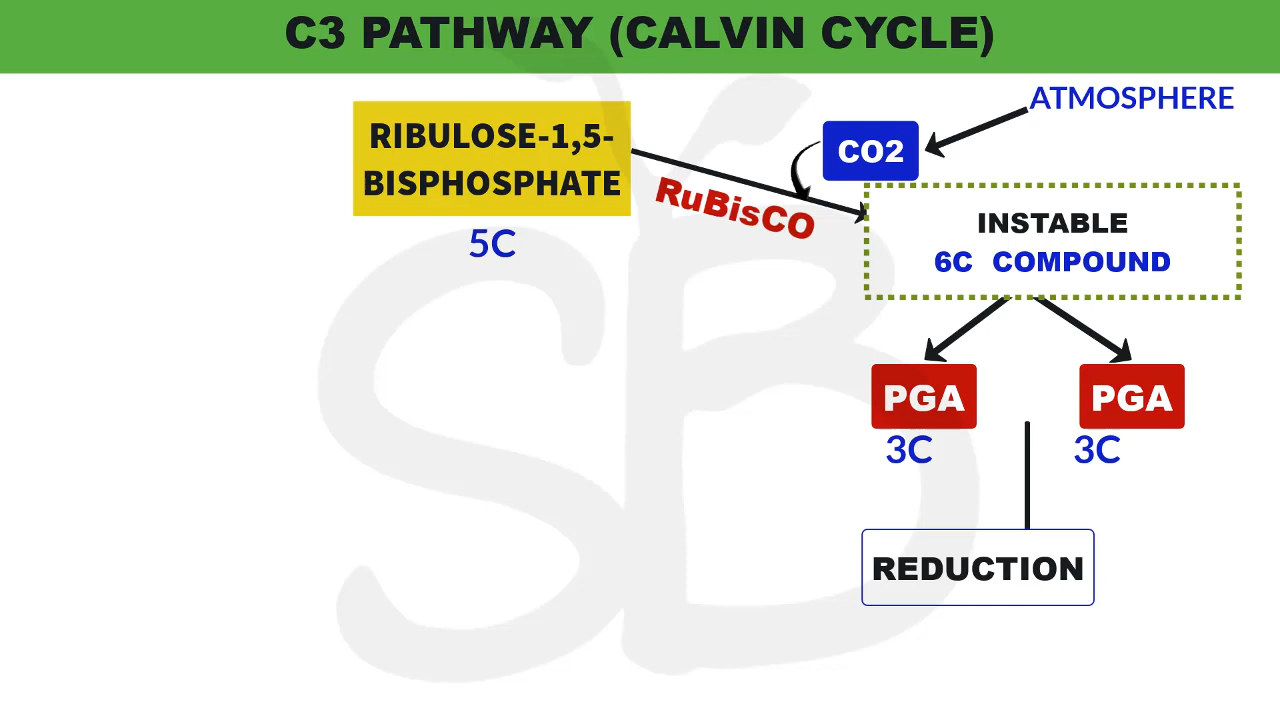 C3 PATHWAY (CALVIN CYCLE)
ATMOSPHERE
RIBULOSE-1,5-
BISPHOSPHATE
CO2
RuBisCO
5C
INSTABLE
6C COMPOUND
PGA PGA
3C 3C
REDUCTION
SB